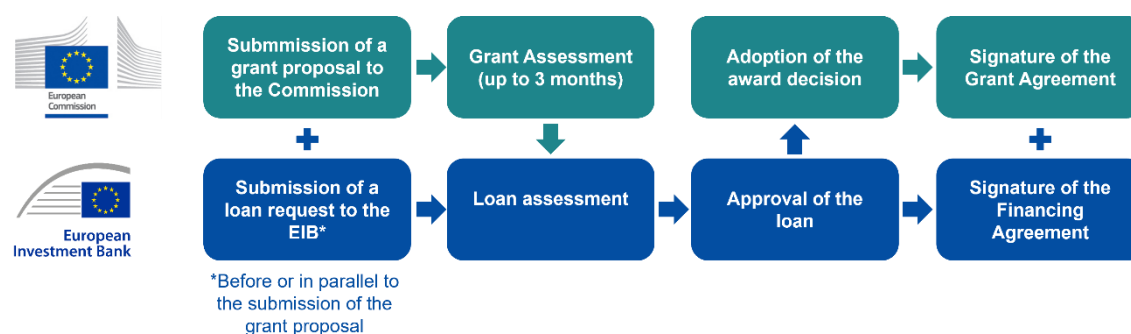 European
Commission
Submmission of a
grant proposal to
the Commission
Grant Assessment
(up to 3 months)
Adoption of the
award decision
Signature of the
Grant Agreement
European
Investment Bank
Submission of a
loan request to the
EIB*
Loan assessment
Approval of the
loan
Signature of the
Financing
Agreement
*Before or in parallel to
the submission of the
grant proposal